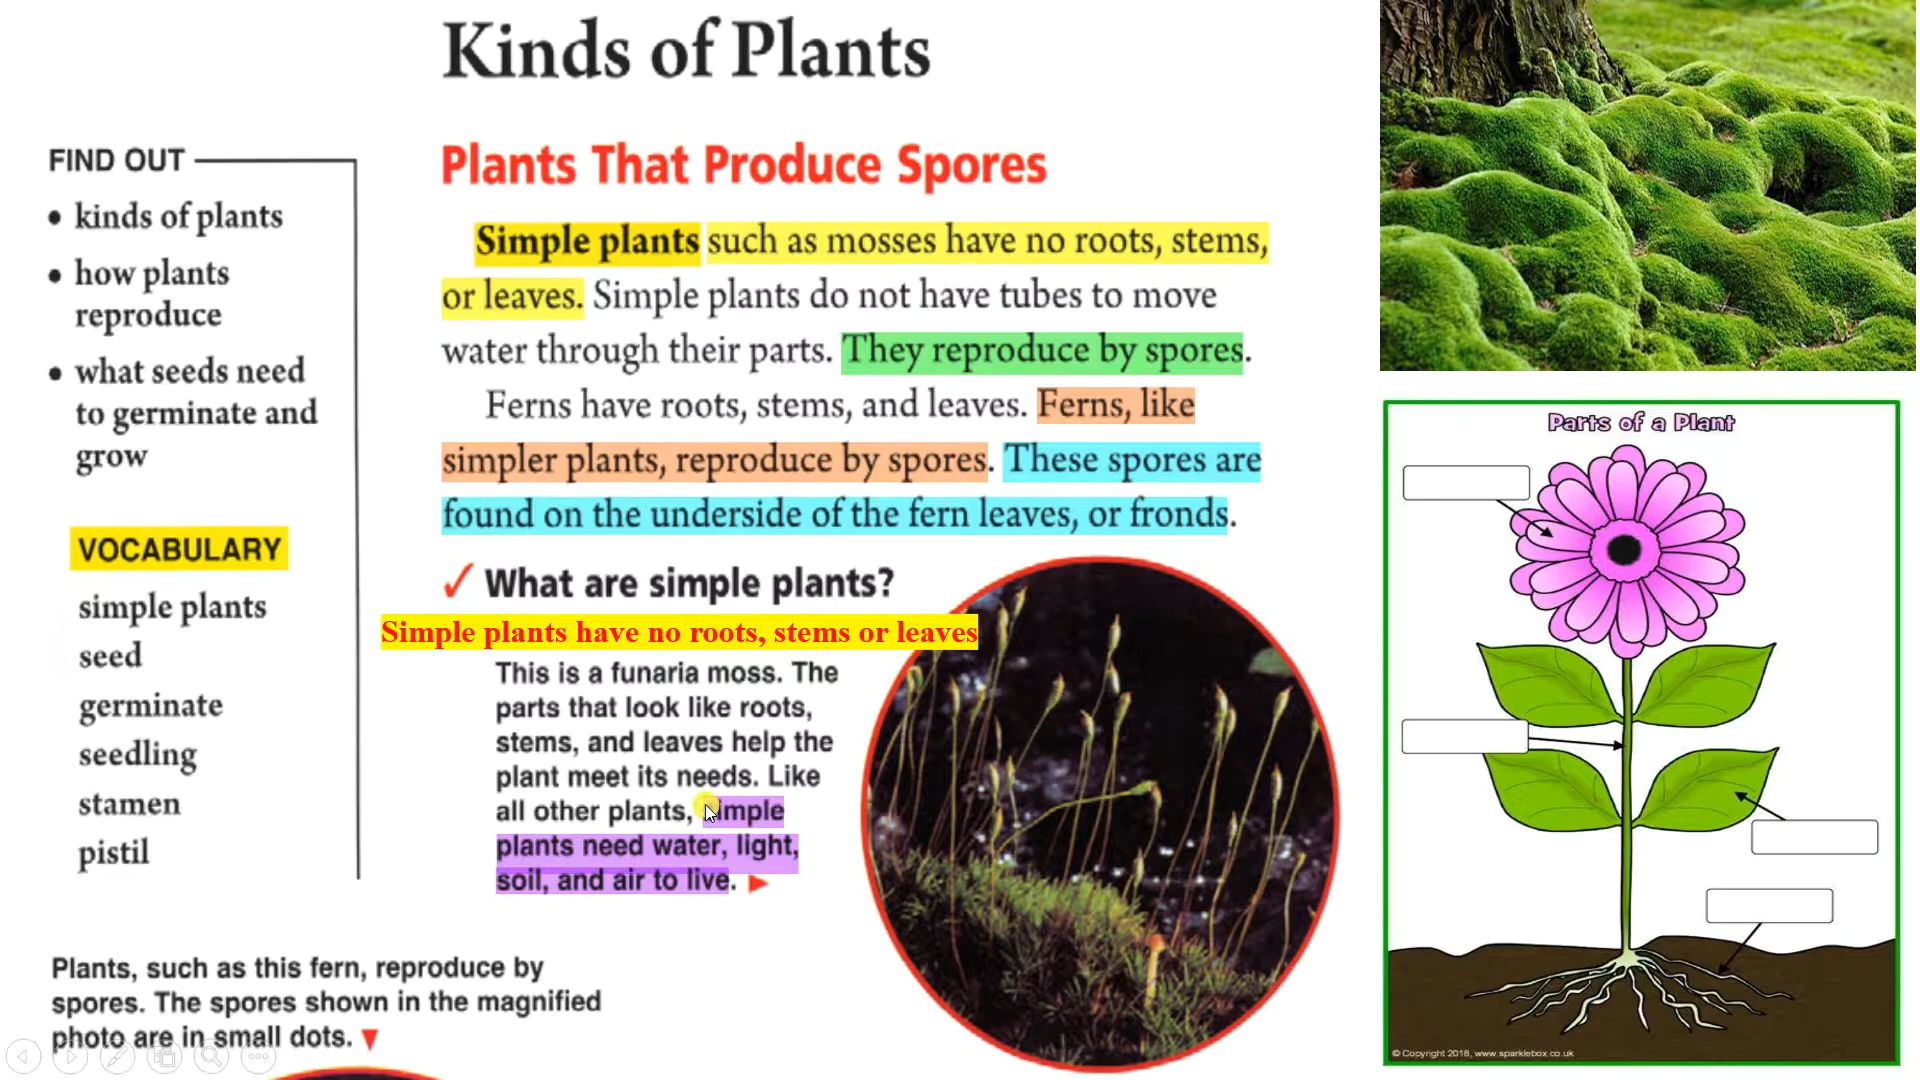 Kinds of Plants
FIND OUT
• kinds of plants
• how plants
reproduce
• what seeds need
to germinate and
grow
VOCABULARY
simple plants
seed
germinate
seedling
stamen
pistil
Plants That Produce Spores
Simple plants such as mosses have no roots, stems,
or leaves. Simple plants do not have tubes to move
water through their parts. They reproduce by spores.
Ferns have roots, stems, and leaves. Ferns, like
simpler plants, reproduce by spores. These spores are
found on the underside of the fern leaves, or fronds.
✓ What are simple plants?
Simple plants have no roots, stems or leaves
This is a funaria moss. The
parts that look like roots,
stems, and leaves help the
plant meet its needs. Like
all other plants, simple
plants need water, light,
soil, and air to live.
Plants, such as this fern, reproduce by
spores. The spores shown in the magnified
photo are in small dots.
Parts of a Plant
© Copyright 2018, www.sparklebox.co.uk